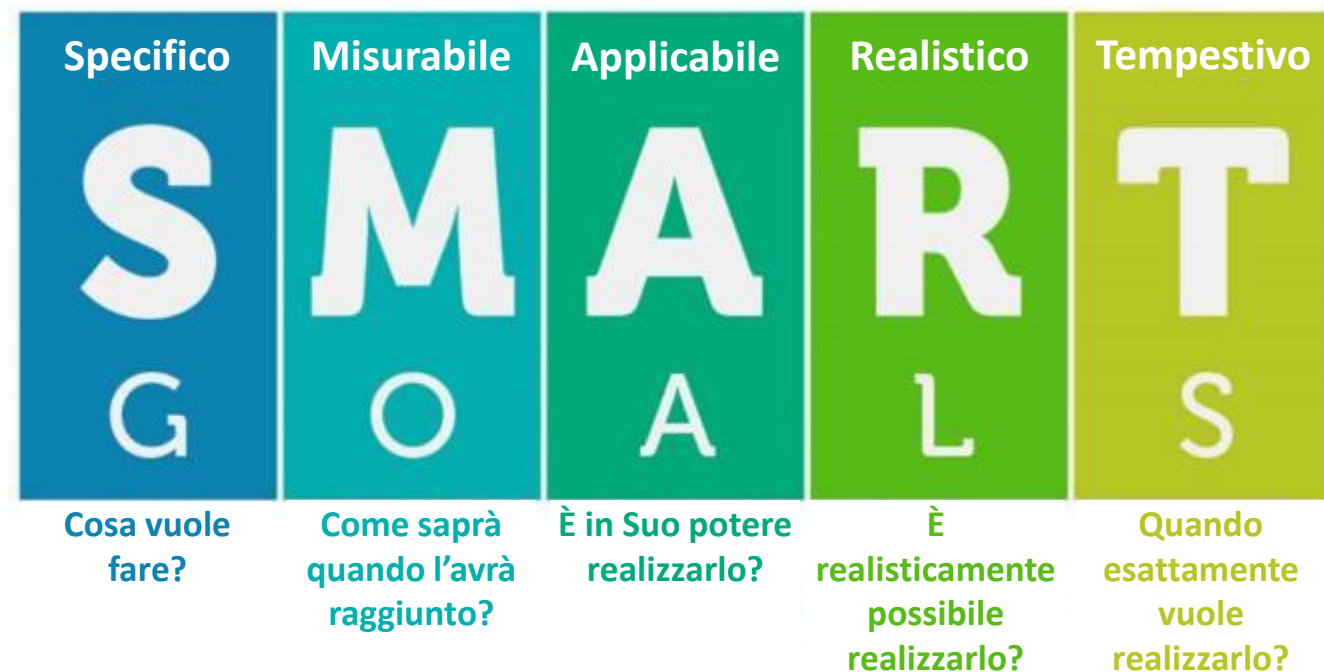 Specifico Misurabile Applicabile Realistico Tempestivo
S M A R T
G O A L S
Cosa vuole
fare?
Come saprà
quando l’avrà
raggiunto?
È in Suo potere
realizzarlo?
È
realisticamente
possibile
realizzarlo?
Quando
esattamente
vuole
realizzarlo?